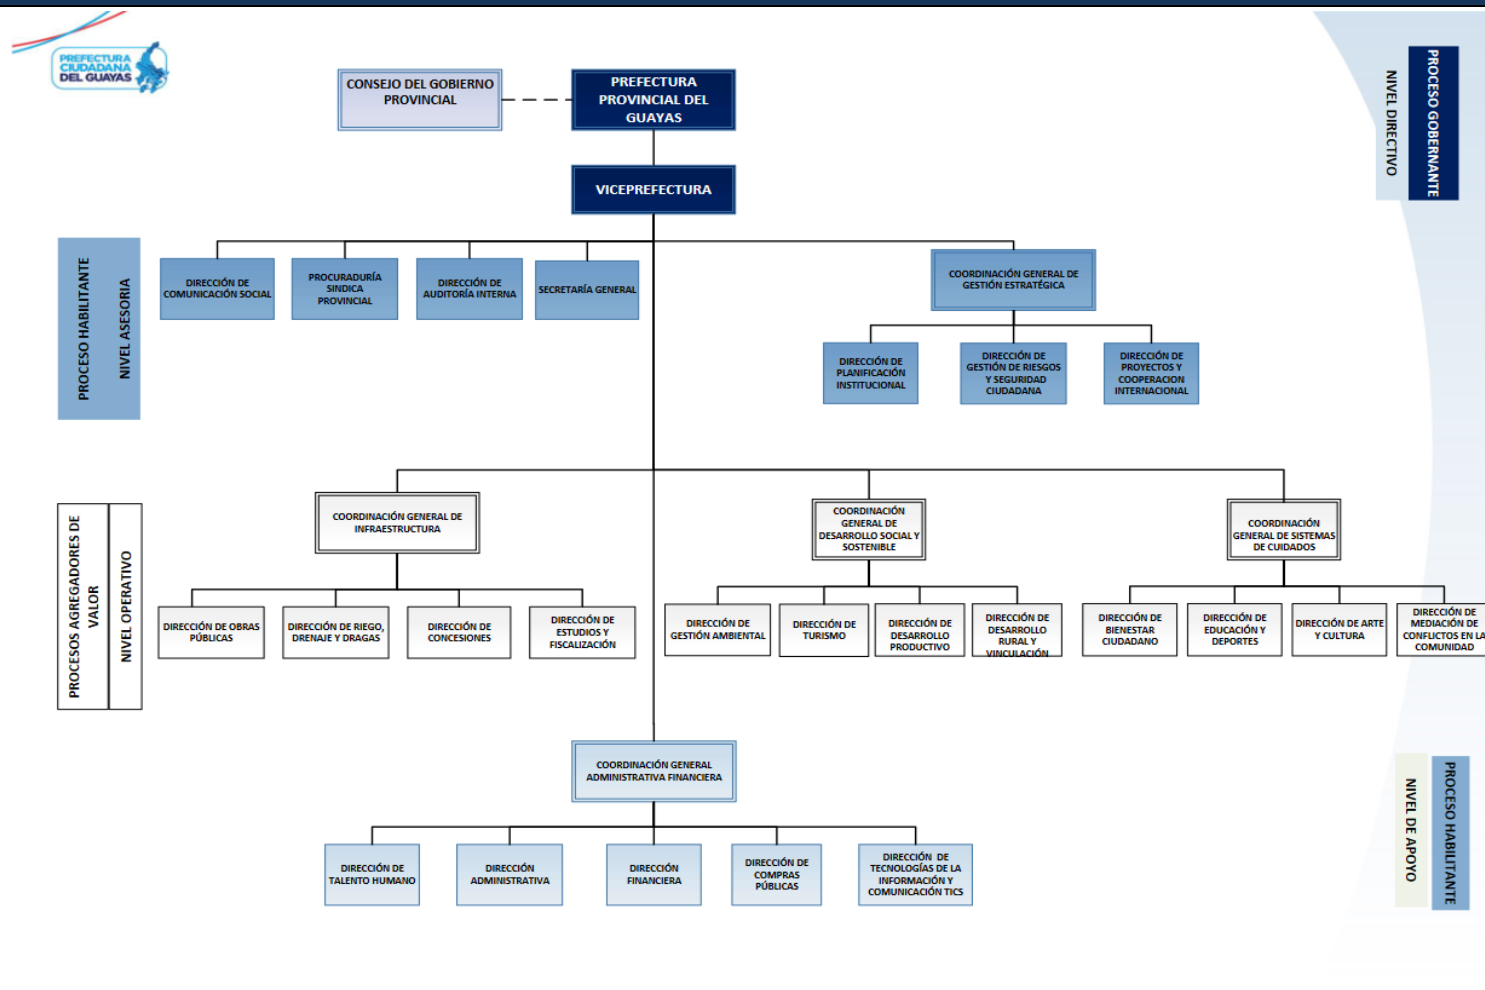 PREFECTURA
CIUDADANA
DEL GUAYAS
CONSEJO DEL GOBIERNO
PROVINCIAL
PREFECTURA
PROVINCIAL DEL
GUAYAS
VICEPREFECTURA
PROCESO GOBERNANTE
NIVEL DIRECTIVO
PROCESO HABILITANTE
NIVEL ASESORIA
DIRECCIÓN DE
COMUNICACIÓN SOCIAL
PROCURADURÍA
SINDICA
PROVINCIAL
DIRECCIÓN DE
AUDITORÍA INTERNA
SECRETARÍA GENERAL
COORDINACIÓN GENERAL DE
GESTIÓN ESTRATÉGICA
DIRECCIÓN DE
PLANIFICACIÓN
INSTITUCIONAL
DIRECCIÓN DE
GESTIÓN DE RIESGOS
Y SEGURIDAD
CIUDADANA
DIRECCIÓN DE
PROYECTOS Y
COOPERACION
INTERNACIONAL
PROCESOS AGREGADORES DE
VALOR
NIVEL OPERATIVO
COORDINACIÓN GENERAL DE
INFRAESTRUCTURA
COORDINACIÓN
GENERAL DE
DESARROLLO SOCIAL Y
SOSTENIBLE
COORDINACIÓN
GENERAL DE SISTEMAS
DE CUIDADOS
DIRECCIÓN DE OBRAS
PÚBLICAS
DIRECCIÓN DE RIEGO,
DRENAJE Y DRAGAS
DIRECCIÓN DE
CONCESIONES
DIRECCIÓN DE
ESTUDIOS Y
FISCALIZACIÓN
DIRECCIÓN DE
GESTIÓN AMBIENTAL
DIRECCIÓN DE
TURISMO
DIRECCIÓN DE
DESARROLLO
PRODUCTIVO
DIRECCIÓN DE
DESARROLLO
RURAL Y
VINCULACIÓN
DIRECCIÓN DE
BIENESTAR
CIUDADANO
DIRECCIÓN DE
EDUCACIÓN Y
DEPORTES
DIRECCIÓN DE ARTE
Y CULTURA
DIRECCIÓN DE
MEDIACIÓN DE
CONFLICTOS EN LA
COMUNIDAD
COORDINACIÓN GENERAL
ADMINISTRATIVA FINANCIERA
DIRECCIÓN DE
TALENTO HUMANO
DIRECCIÓN
ADMINISTRATIVA
DIRECCIÓN
FINANCIERA
DIRECCIÓN DE
COMPRAS
PÚBLICAS
DIRECCIÓN DE
TECNOLOGÍAS DE LA
INFORMACIÓN Y
COMUNICACIÓN TICS
PROCESO HABILITANTE
NIVEL DE APOYO